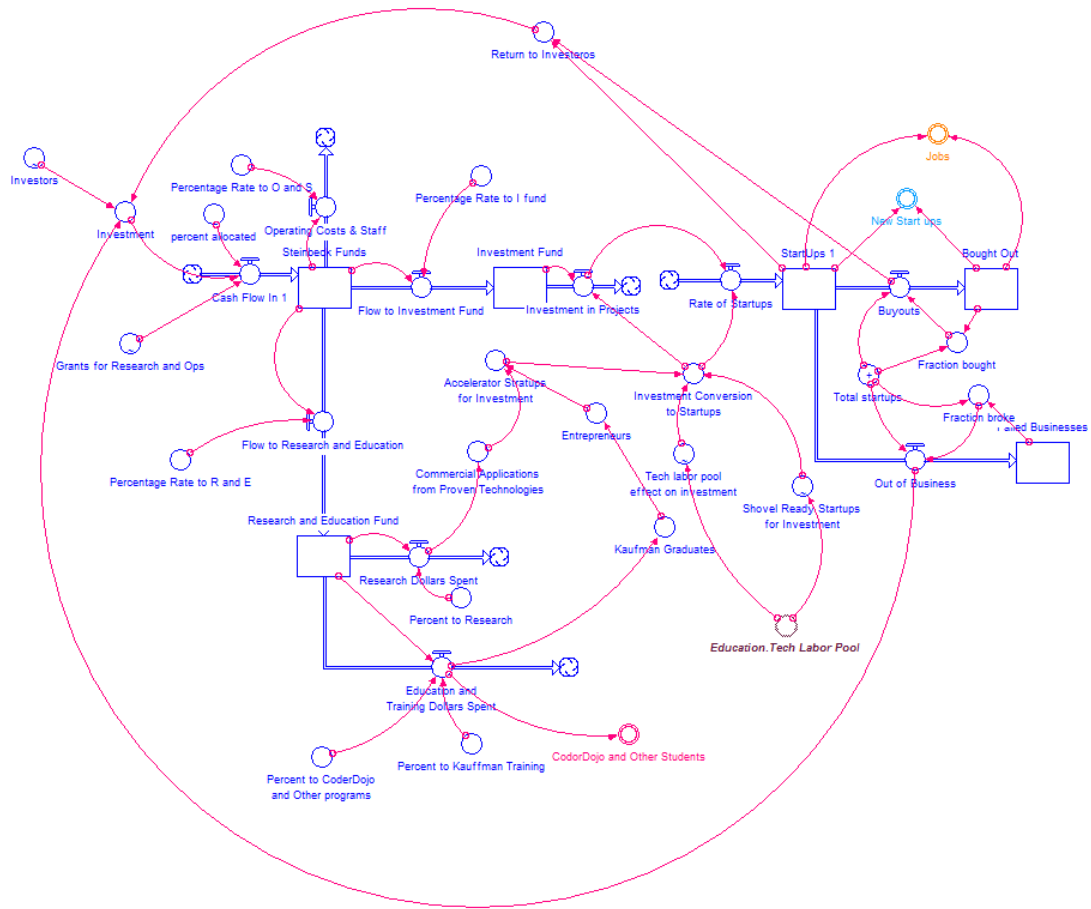 Return to Investeros
Jobs
Investors
Percentage Rate to O and S
Percentage Rate to I fund
New Start ups
Investment
percent allocated
Operating Costs & Staff
Steinbeck Funds
Investment Fund
StartUps 1
Bought Out
Cash Flow In 1
Flow to Investment Fund
Investment in Projects
Rate of Startups
Buyouts
Grants for Research and Ops
Accelerator Stratups
for Investment
Investment Conversion
to Startups
Fraction bought
Total startups
Entrepreneurs
Fraction broke
Businesses
Flow to Research and Education
Percentage Rate to R and E
Commercial Applications
from Proven Technologies
Tech labor pool
effect on investment
Out of Business
Shovel Ready Startups
for Investment
Research and Education Fund
Kaufman Graduates
Research Dollars Spent
Percent to Research
Education.Tech Labor Pool
Education and
Training Dollars Spent
CodorDojo and Other Students
Percent to Kauffman Training
Percent to CoderDojo
and Other programs